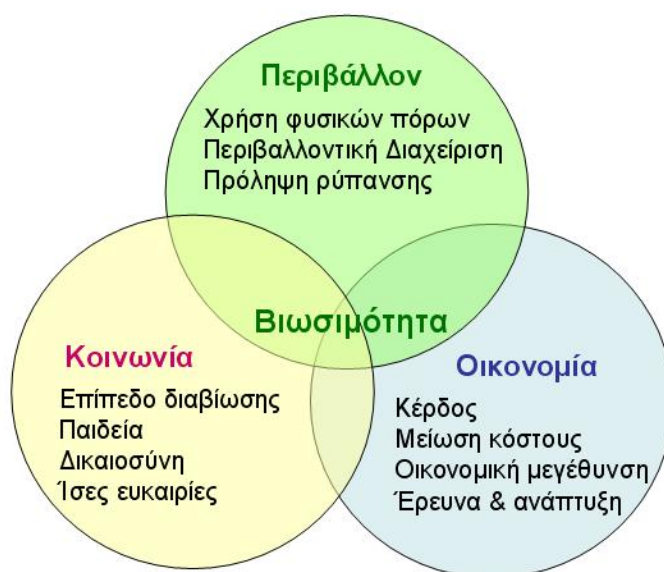 Περιβάλλον
Χρήση φυσικών πόρων
Περιβαλλοντική Διαχείριση
Πρόληψη ρύπανσης
Βιωσιμότητα
Κοινωνία
Επίπεδο διαβίωσης
Παιδεία
Δικαιοσύνη
Ίσες ευκαιρίες
Οικονομία
Κέρδος
Μείωση κόστους
Οικονομική μεγέθυνση
Έρευνα & ανάπτυξη